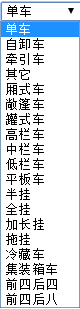 单车
单车
自卸车
牵引车
其它
厢式车
敞篷车
罐式车
高栏车
中栏车
低栏车
平板车
半挂
全挂
加长挂
拖挂
冷藏车
集装箱车
前四后四
前四后八